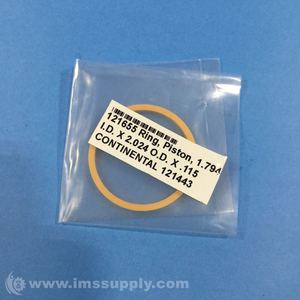 121655 Ring, Piston, 1.794
I.D. X 2.024 O.D. X .115
CONTINENTAL 121443
© www.imssupply.com